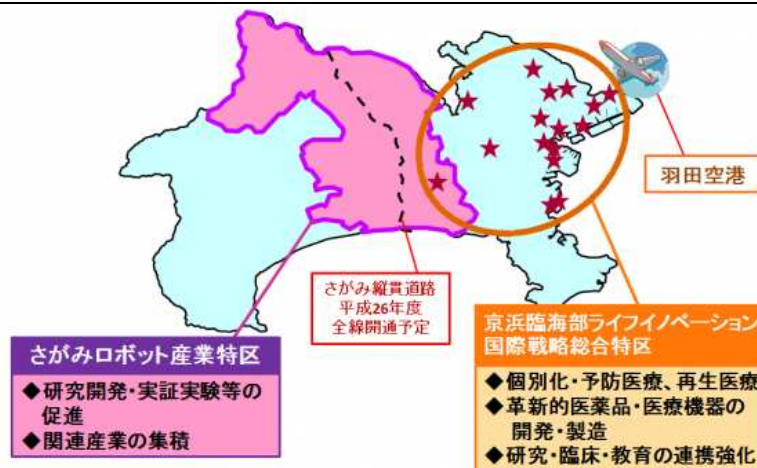 羽田空港
さがみ縦貫道路
平成26年度
全線開通予定
さがみロボット産業特区
◆研究開発・実証実験等の
促進
◆関連産業の集積
京浜臨海部ライフイノベーション
国際戦略総合特区
◆個別化・予防医療、再生医療
◆革新的医薬品・医療機器の
開発・製造
◆研究・臨床・教育の連携強化